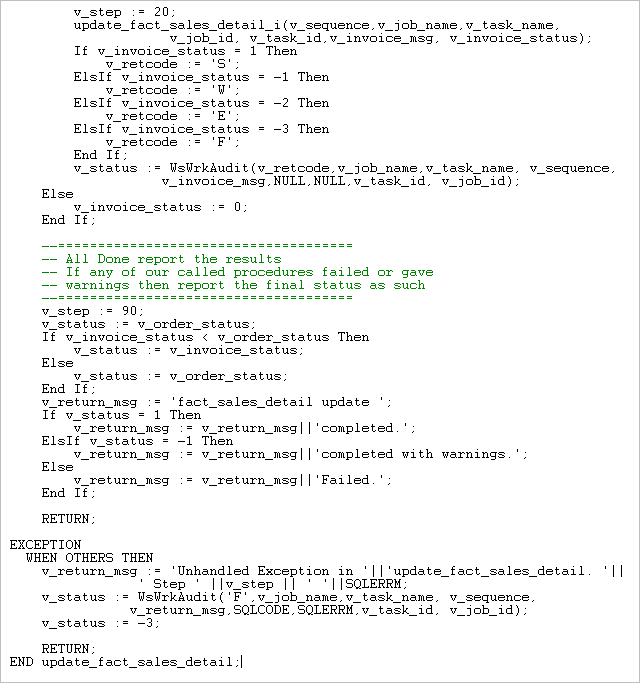 v_step := 20;
update_fact_sales_detail_i(v_sequence,v_job_name,v_task_name,
v_job_id, v_task_id,v_invoice_msg, v_invoice_status);
If v_invoice_status = 1 Then
v_retcode := 'S';
ElsIf v_invoice_status = -1 Then
v_retcode := 'W';
ElsIf v_invoice_status = -2 Then
v_retcode := 'E';
ElsIf v_invoice_status = -3 Then
v_retcode := 'F';
End If;
v_status := WsWrkAudit(v_retcode,v_job_name,v_task_name, v_sequence,
v_invoice_msg,NULL,NULL,v_task_id, v_job_id);
Else
v_invoice_status := 0;
End If;
--=====================================
-- All Done report the results
-- If any of our called procedures failed or gave
-- warnings then report the final status as such
--=====================================
v_step := 90;
v_status := v_order_status;
If v_invoice_status < v_order_status Then
v_status := v_invoice_status;
Else
v_status := v_order_status;
End If;
v_return_msg := 'fact_sales_detail update ';
If v_status = 1 Then
v_return_msg := v_return_msg||'completed.';
ElsIf v_status = -1 Then
v_return_msg := v_return_msg||'completed with warnings.';
Else
v_return_msg := v_return_msg||'Failed.';
End If;
RETURN;
EXCEPTION
WHEN OTHERS THEN
v_return_msg := 'Unhandled Exception in '||'update_fact_sales_detail. '||
' Step ' ||v_step || ' '||SQLERRM;
v_status := WsWrkAudit('F',v_job_name,v_task_name, v_sequence,
v_return_msg,SQLCODE,SQLERRM,v_task_id, v_job_id);
v_status := -3;
RETURN;
END update_fact_sales_detail;